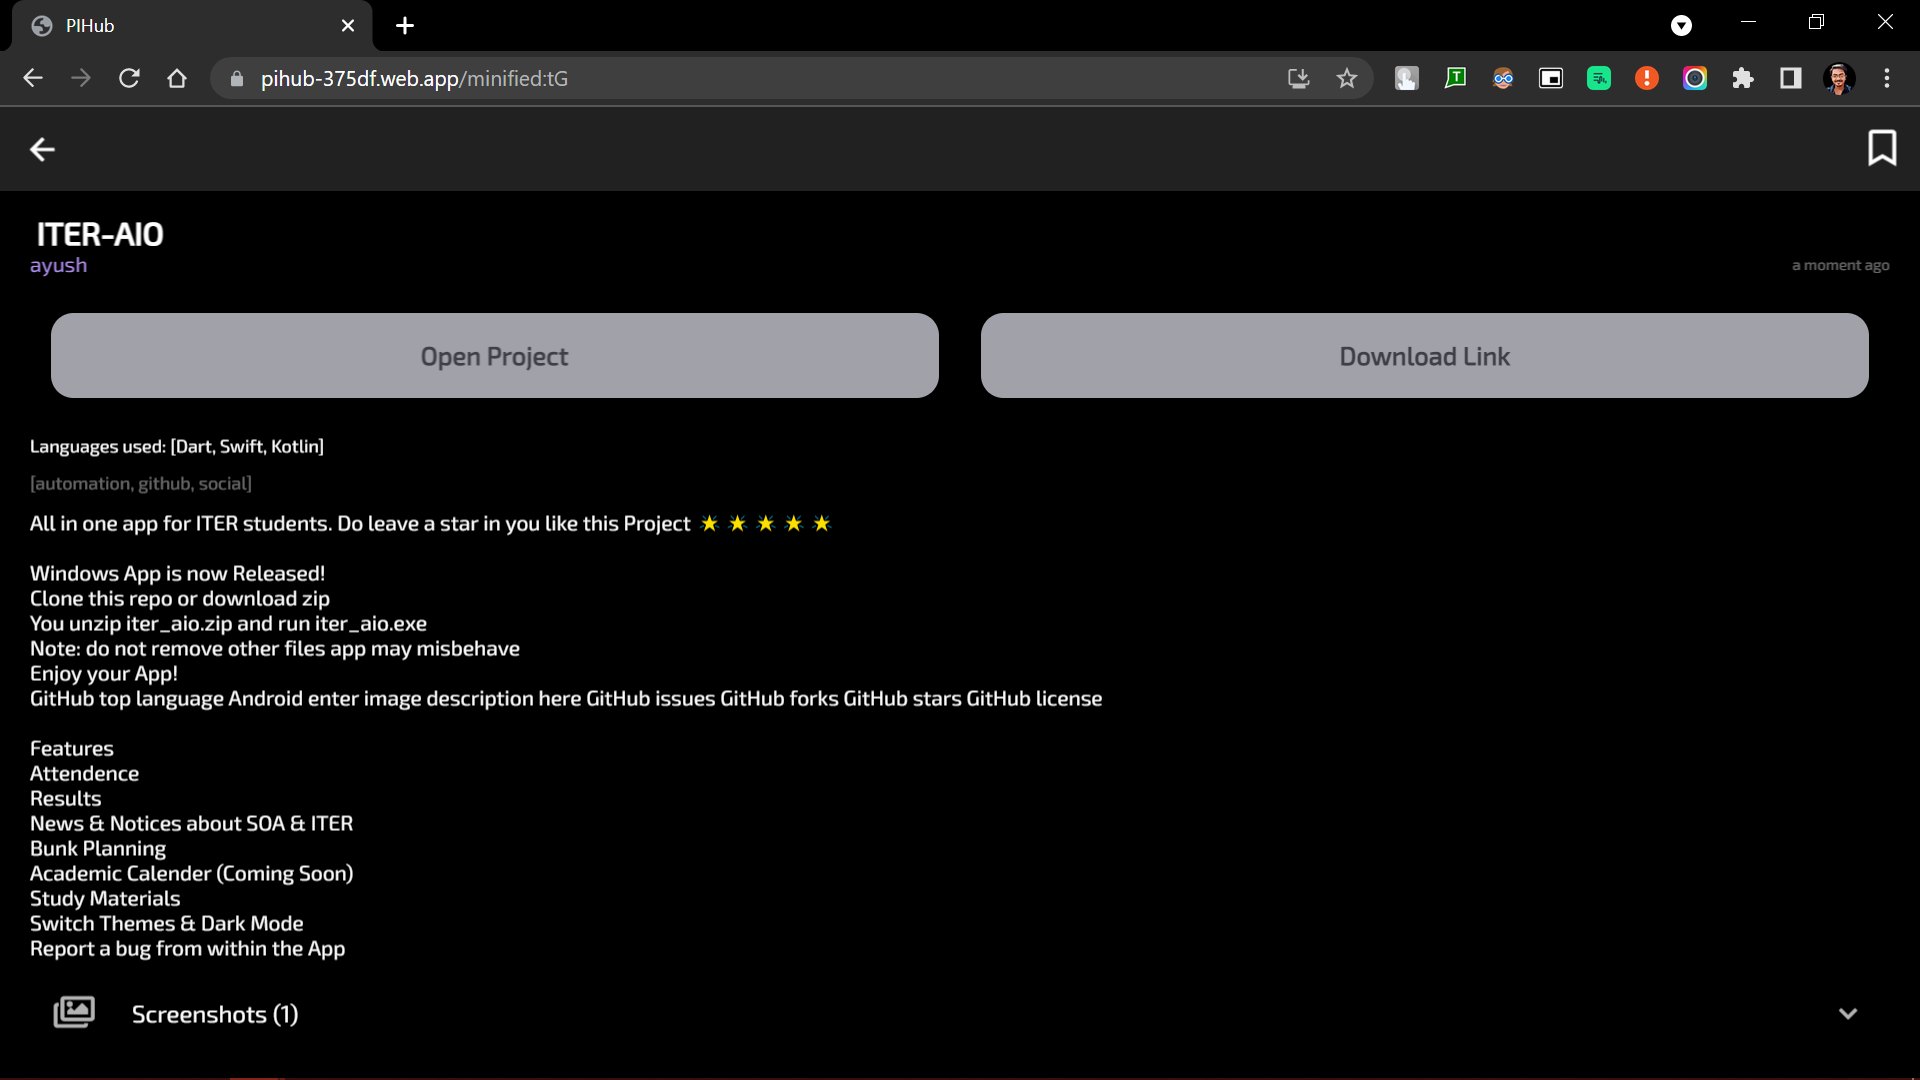 PIHub
pihub-375df.web.app/minified:tG
ITER-AIO
ayush
a moment ago
Open Project
Download Link
Languages used: [Dart, Swift, Kotlin]
[automation, github, social]
All in one app for ITER students. Do leave a star in you like this Project ★ ★ ★ ★ ★
Windows App is now Released!
Clone this repo or download zip
You unzip iter_aio.zip and run iter_aio.exe
Note: do not remove other files app may misbehave
Enjoy your App!
GitHub top language Android enter image description here GitHub issues GitHub forks GitHub stars GitHub license
Features
Attendence
Results
News & Notices about SOA & ITER
Bunk Planning
Academic Calender (Coming Soon)
Study Materials
Switch Themes & Dark Mode
Report a bug from within the App
Screenshots (1)